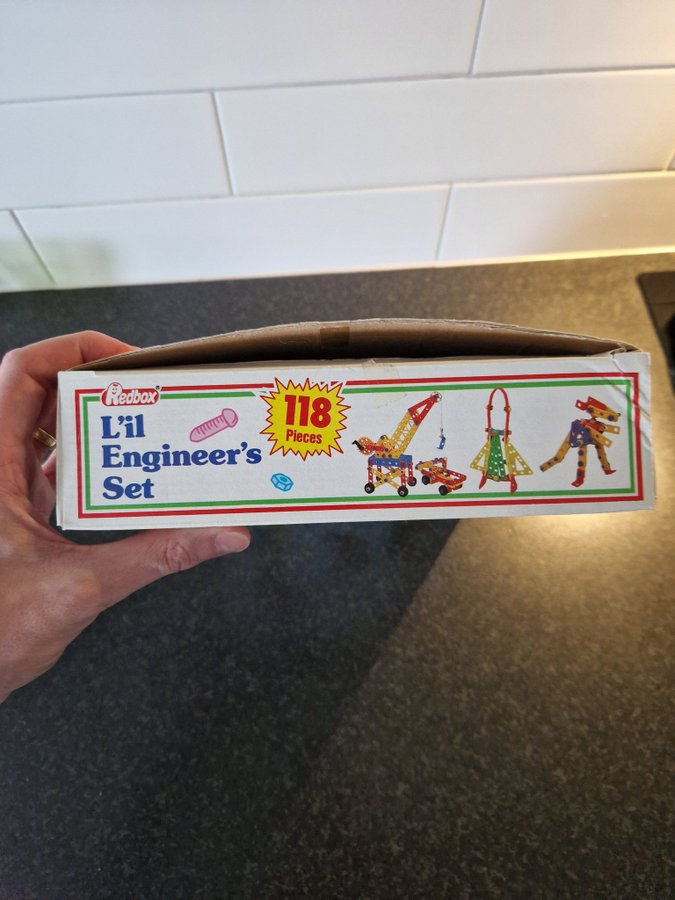 Redbox
L'il
Engineer's
Set
118
Pieces